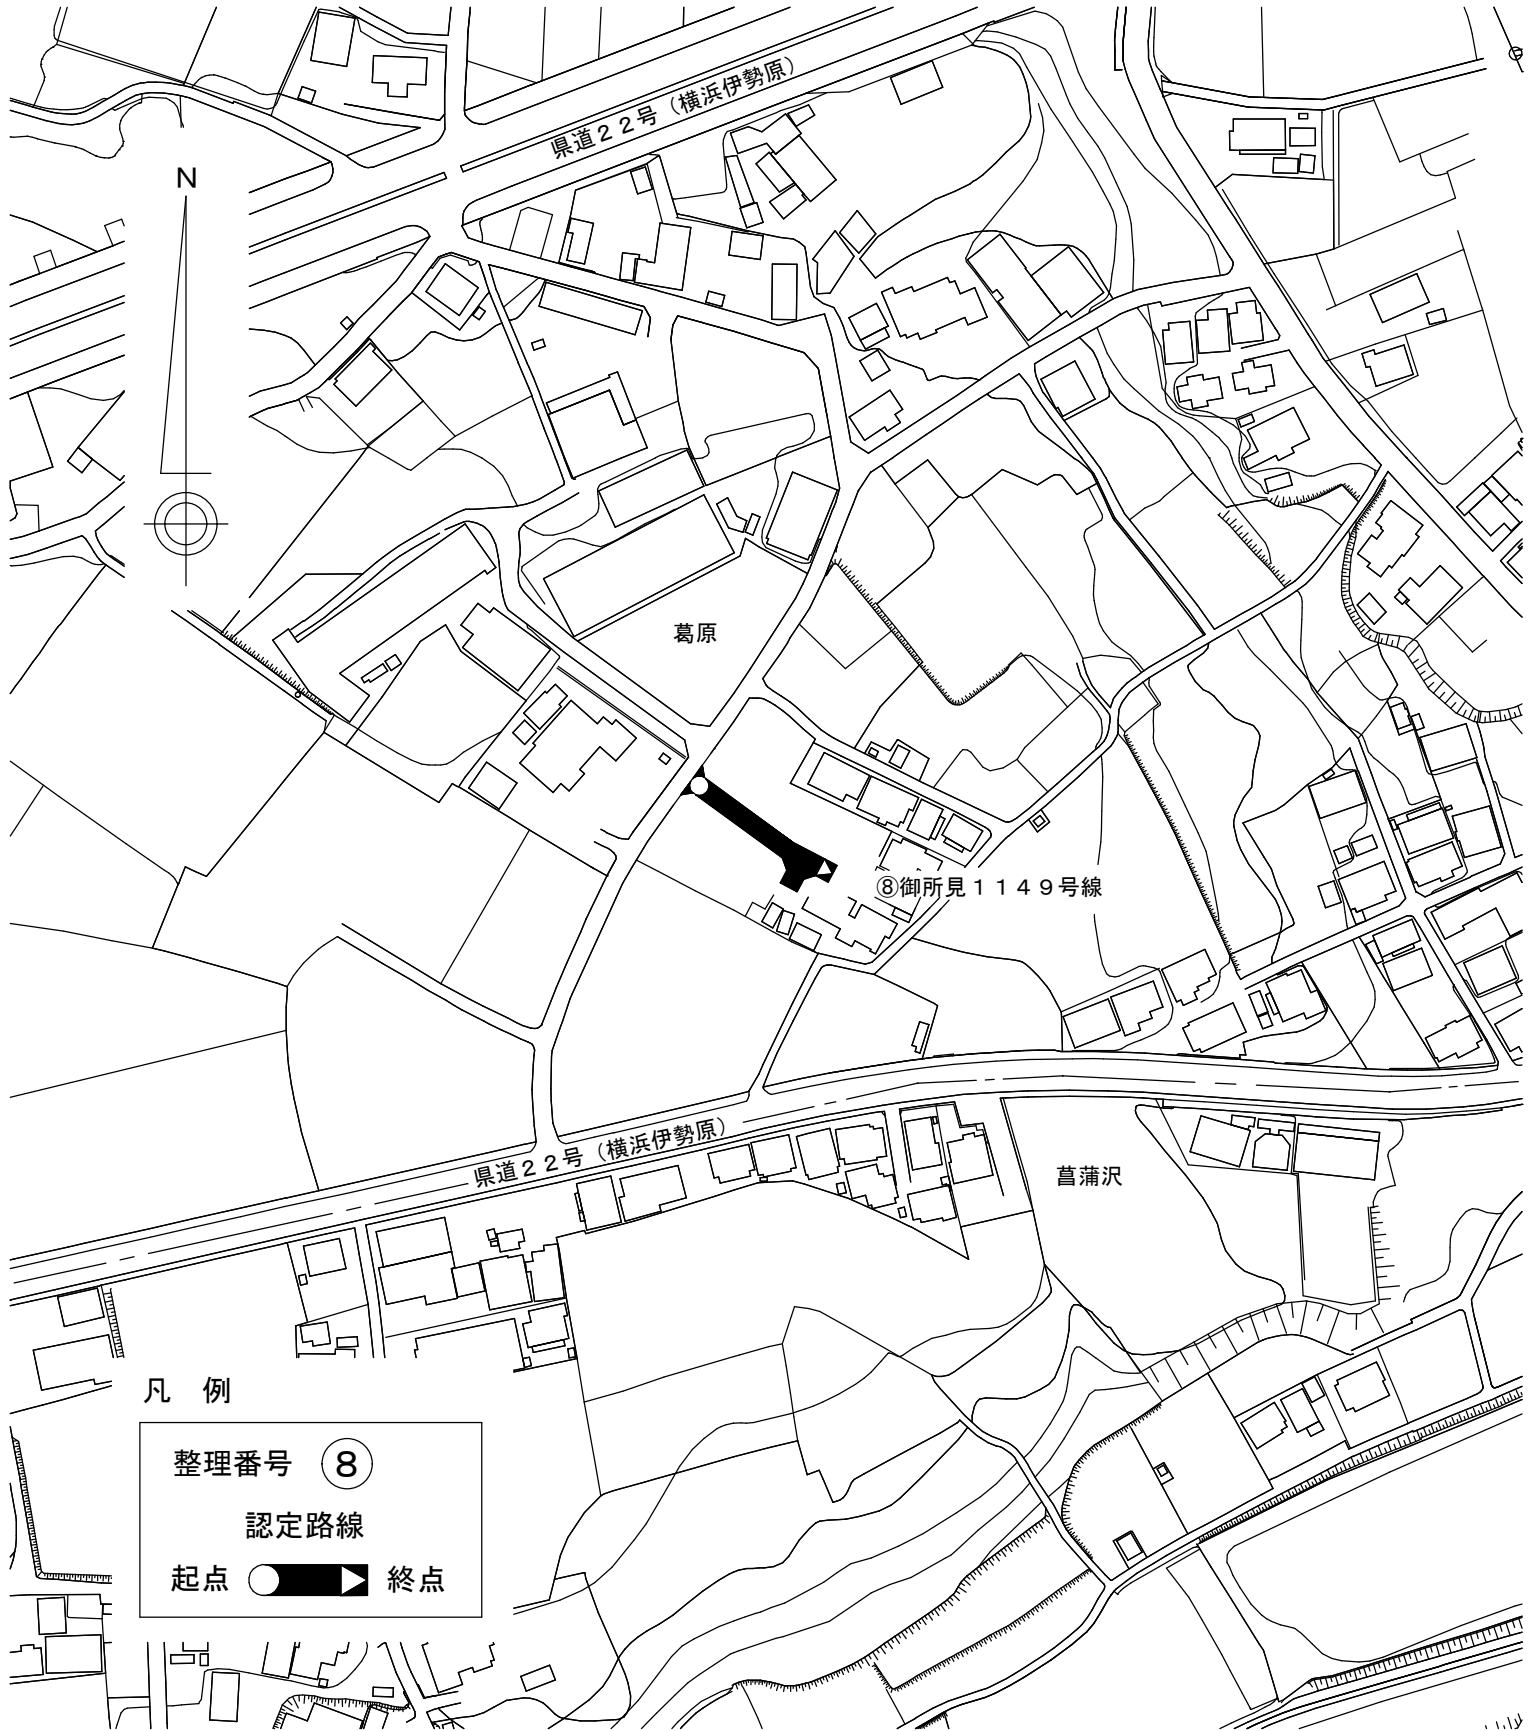 県道２２号（横浜伊勢原）
N
葛原
⑧御所見１１４９号線
県道２２号（横浜伊勢原）
菖蒲沢
凡　例
整理番号　⑧
認定路線
起点　終点